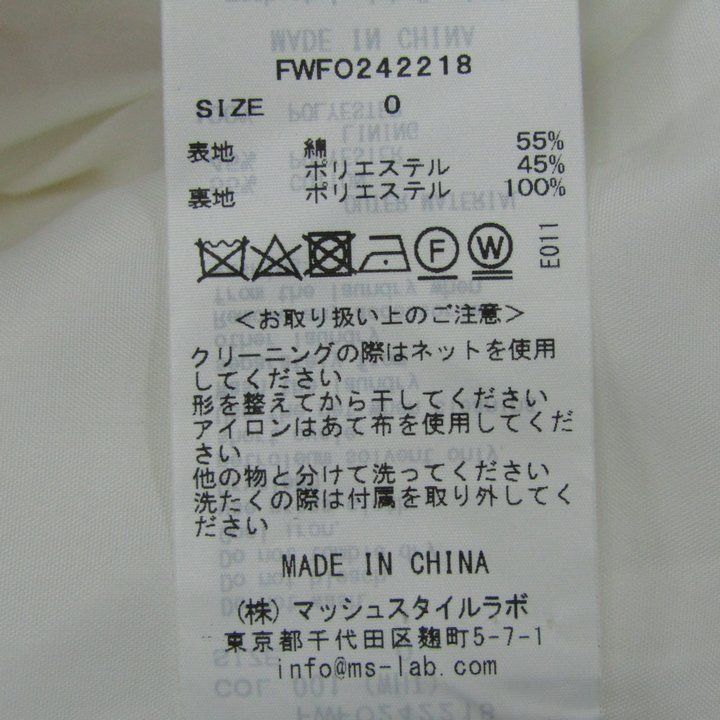 FWFO242218
SIZE 0
表地 綿 55%
ポリエステル 45%
裏地 ポリエステル 100%
F W
E011
＜お取り扱い上のご注意＞
クリーニングの際はネットを使用
してください
形を整えてから干してください
アイロンはあて布を使用してくだ
さい
他の物と分けて洗ってください
洗たくの際は付属を取り外してく
ださい
MADE IN CHINA
(株) マッシュスタイルラボ
東京都千代田区麹町5-7-1
info@ms-lab.com